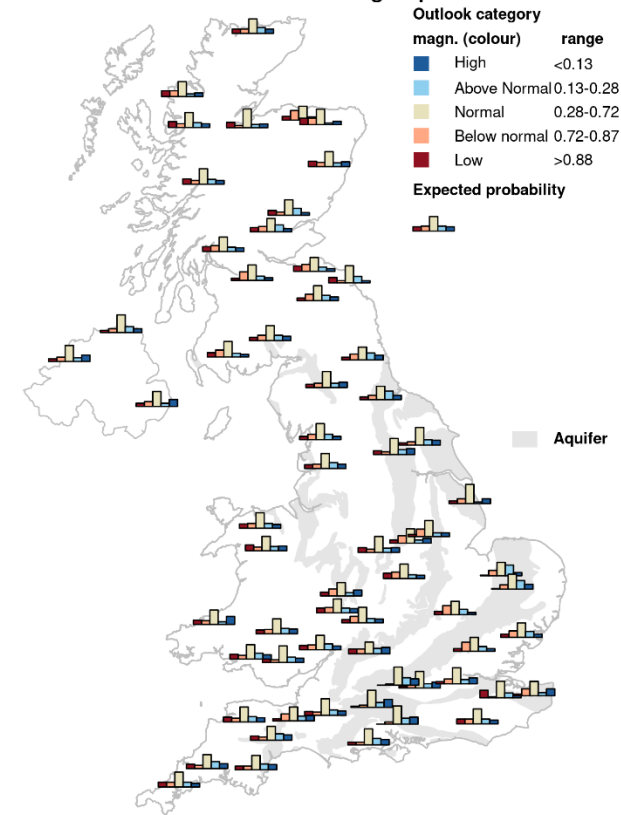 Outlook category
magn. (colour) range
High <0.13
Above Normal 0.13-0.28
Normal 0.28-0.72
Below normal 0.72-0.87
Low >0.88
Expected probability
Aquifer